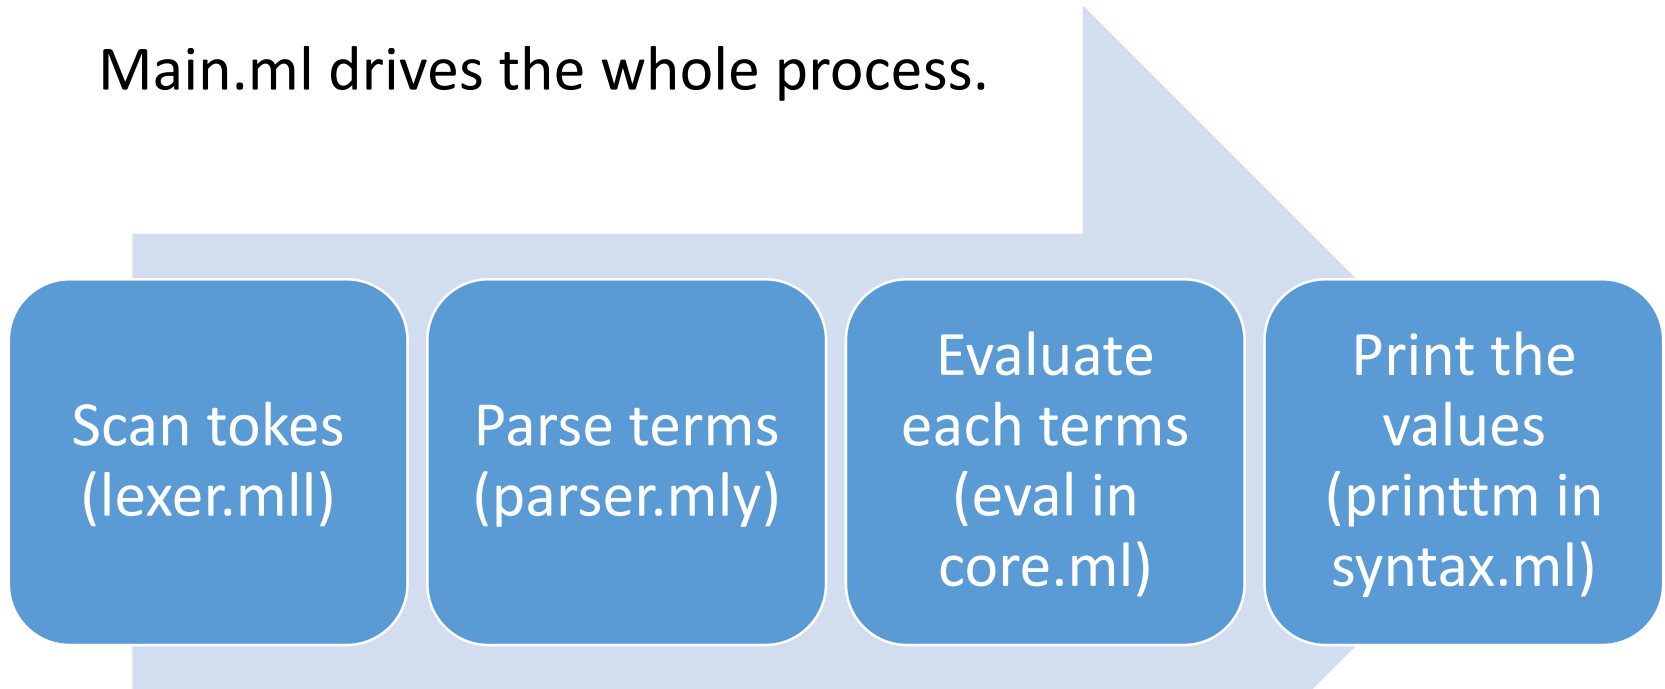 Main.ml drives the whole process.
Scan tokes
(lexer.mll)
Parse terms
(parser.mly)
Evaluate
each terms
(eval in
core.ml)
Print the
values
(printtm in
syntax.ml)